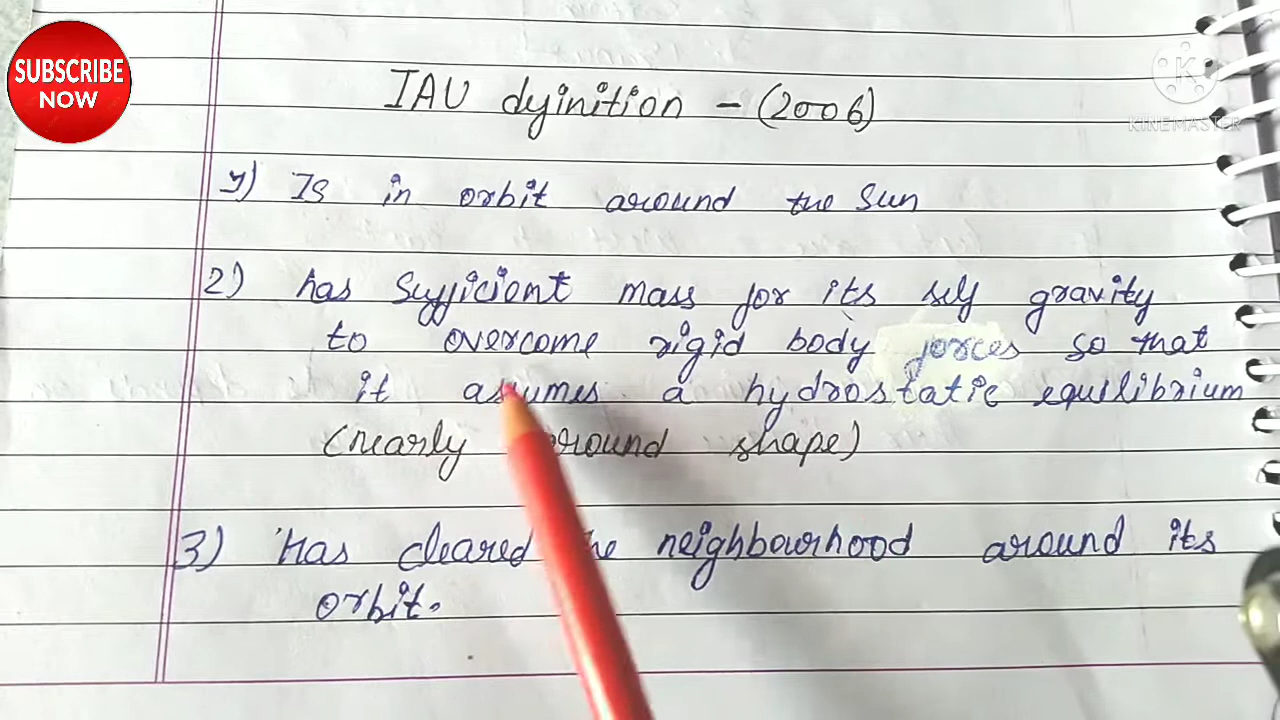 SUBSCRIBE
NOW
KINEMASTER
IAU dyinition - (2006)
1) Is in orbit around the Sun
2) has sufficient mass for its self gravity
to overcome rigid body forces so that
it assumes a hydrostatic equilibrium
(nearly round shape)
3) Has cleared the neighbourhood around its
orbit.